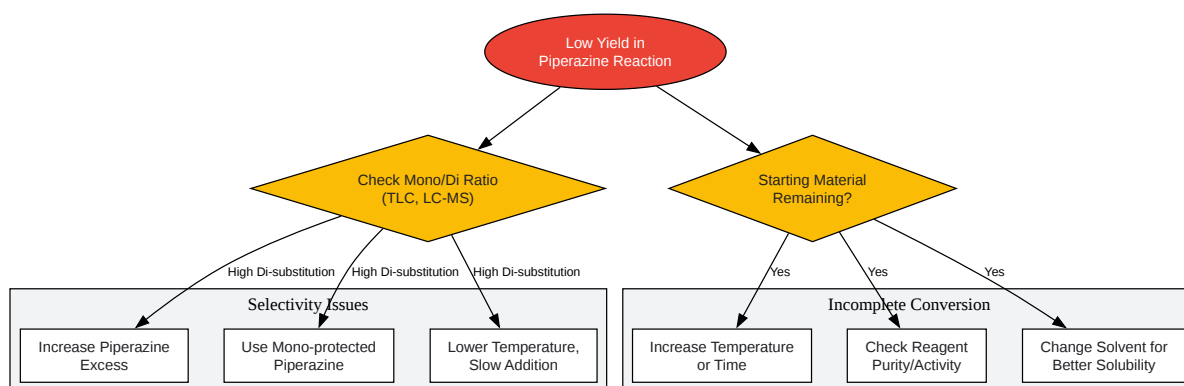 Low Yield in
Piperazine Reaction
Check Mono/Di Ratio
(TLC, LC-MS)
Starting Material
Remaining?
High Di-substitution
High Di-substitution
High Di-substitution
Yes
Yes
Yes
Selectivity Issues
Incomplete Conversion
Increase Piperazine
Excess
Use Mono-protected
Piperazine
Lower Temperature,
Slow Addition
Increase Temperature
or Time
Check Reagent
Purity/Activity
Change Solvent for
Better Solubility